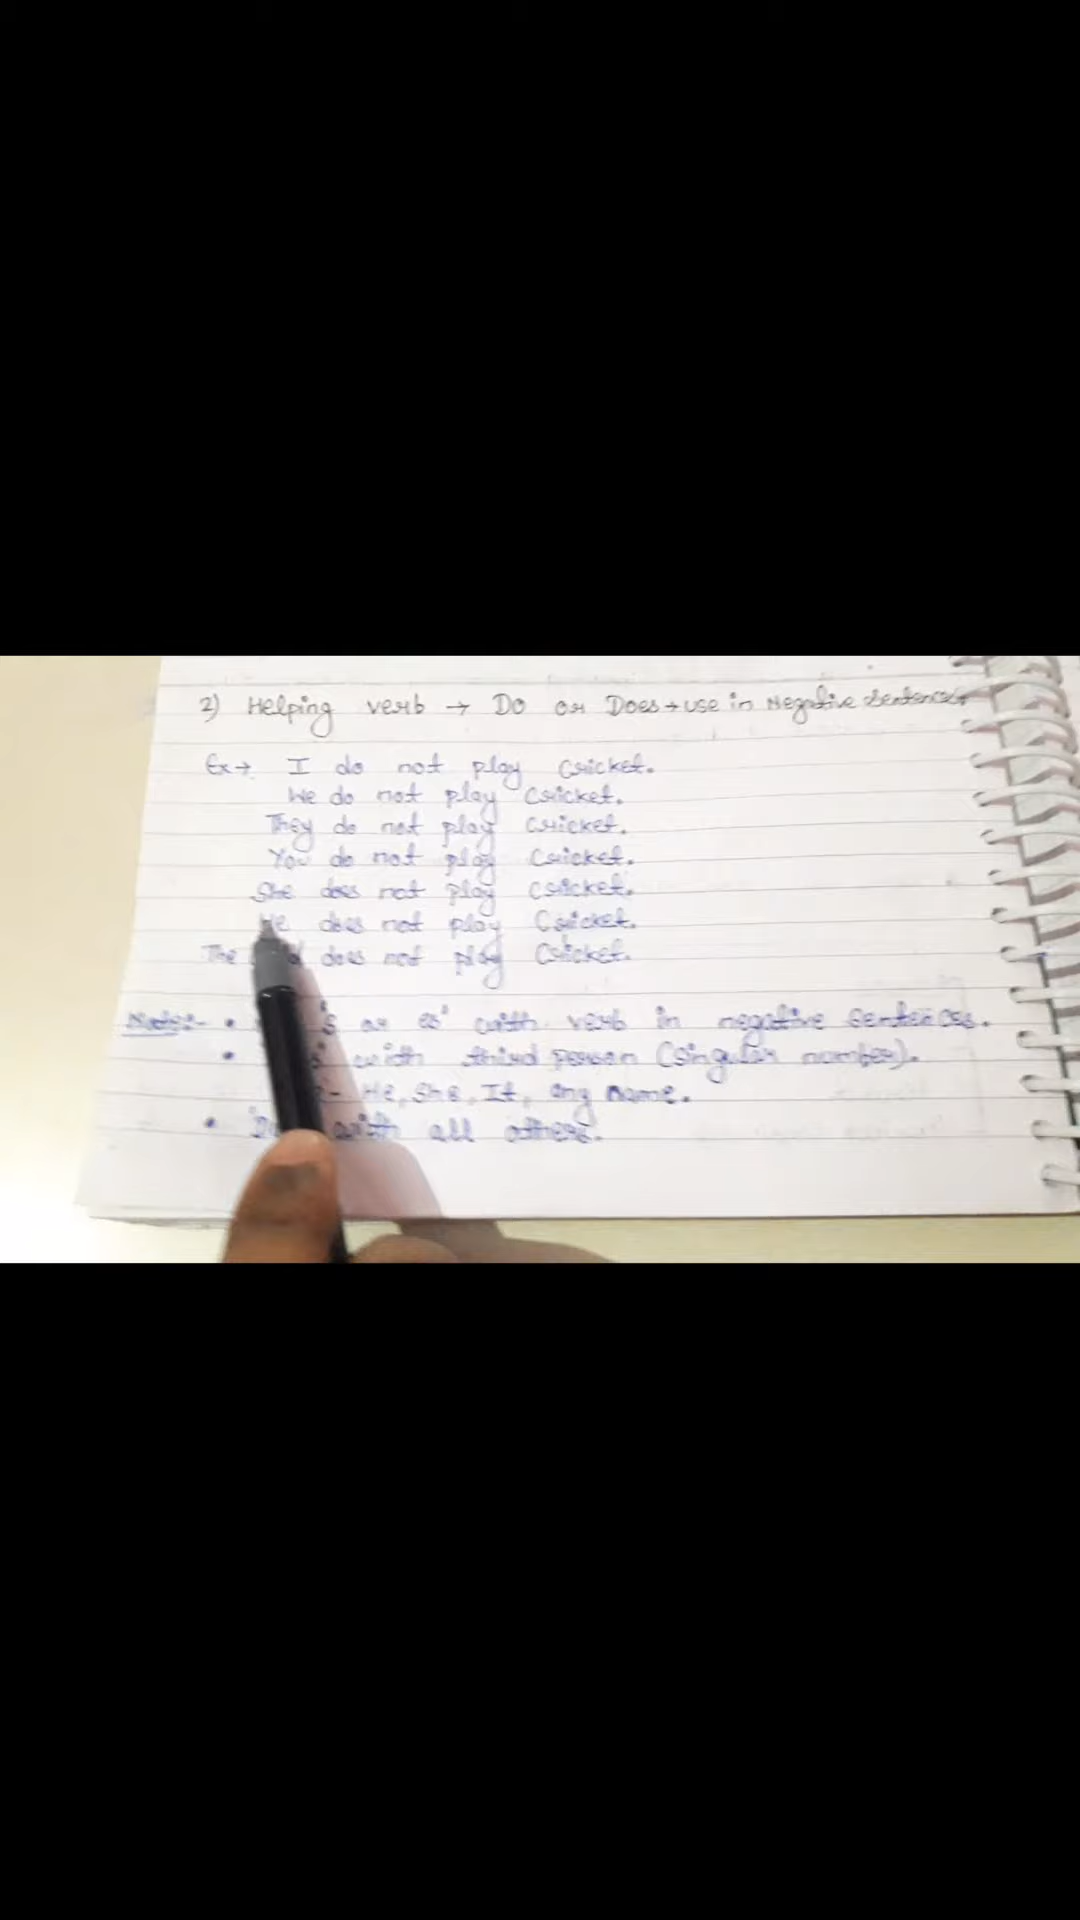 2) Helping verb → Do or Does → use in Negative sentences
Ex → I do not play cricket.
We do not play cricket.
They do not play cricket.
You do not play cricket.
She does not play cricket.
He does not play cricket.
The does not play cricket.
Note:- • 's or es' with verb in negative sentences.
• with third person (singular number).
- He, She, It, any name.
• with all others.